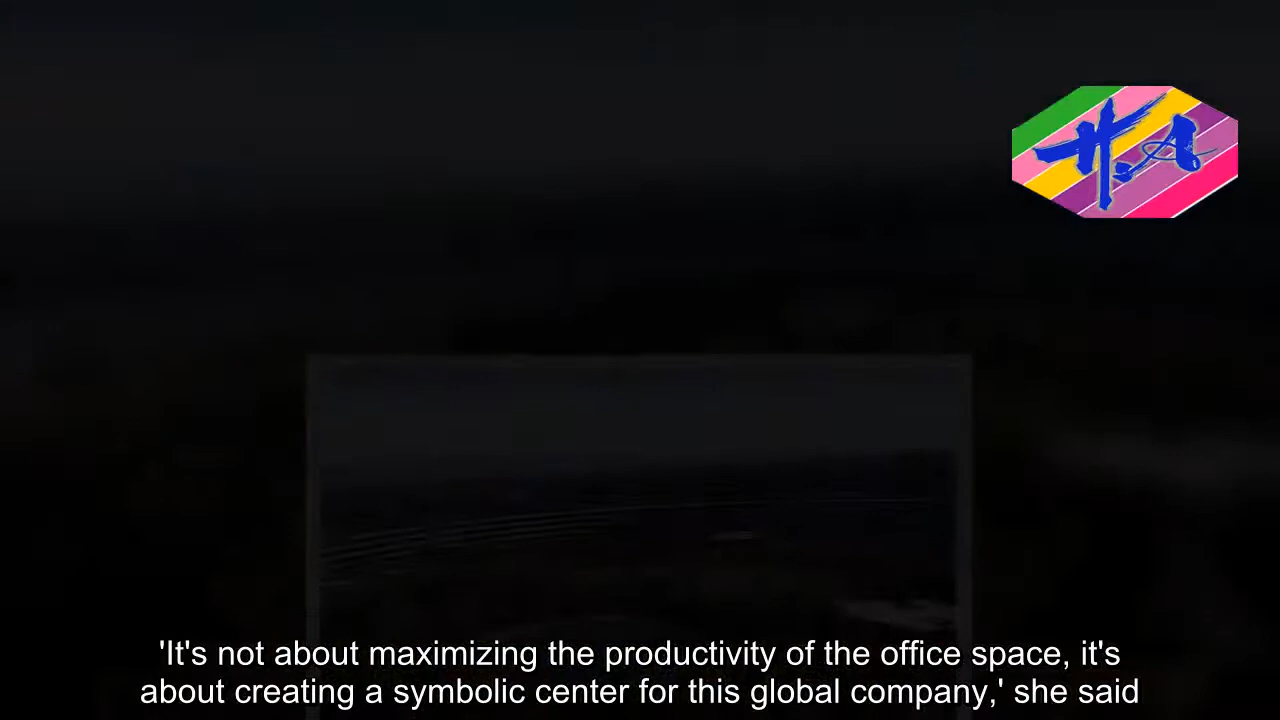 H.A
'It's not about maximizing the productivity of the office space, it's
about creating a symbolic center for this global company,' she said